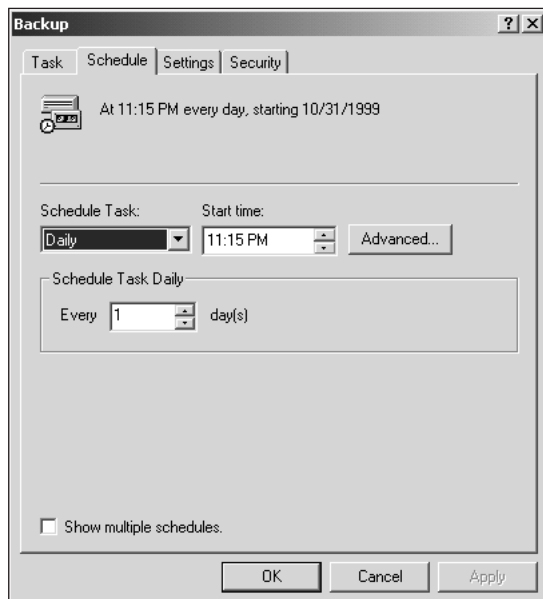 Backup
Task Schedule Settings Security
At 11:15 PM every day, starting 10/31/1999
Schedule Task: Start time:
Daily 11:15 PM Advanced...
Schedule Task Daily
Every 1 day(s)
Show multiple schedules.
OK Cancel Apply